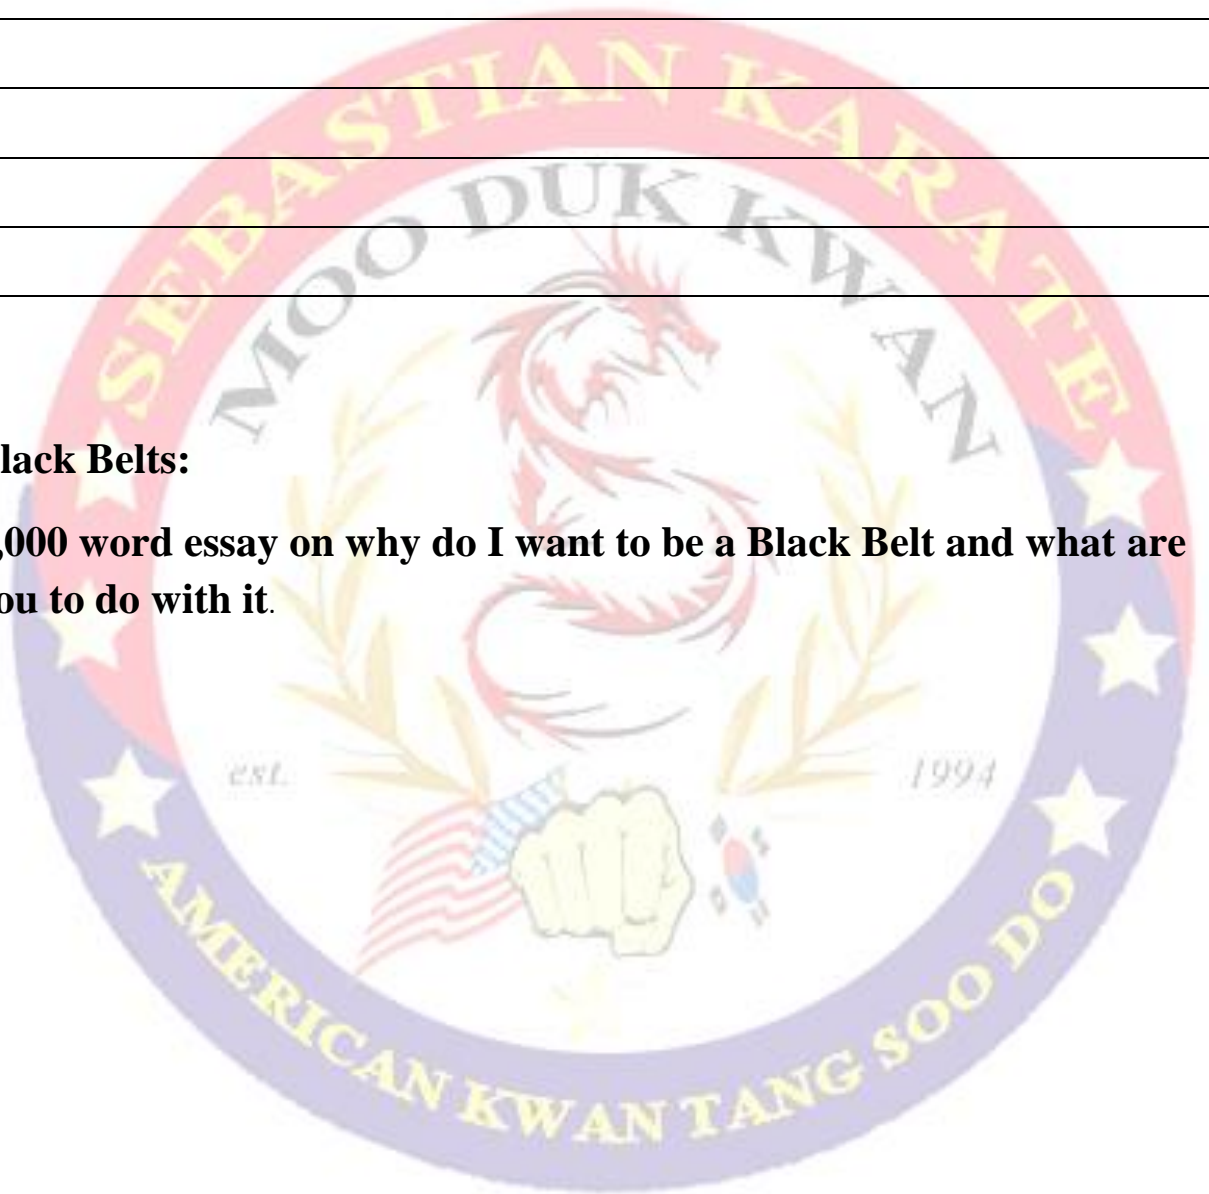 SEBASTIAN KARATE
MOO DUK KWAN
lack Belts:
,000 word essay on why do I want to be a Black Belt and what are
ou to do with it.
est. 1994
AMERICAN KWAN TANG SOO DO